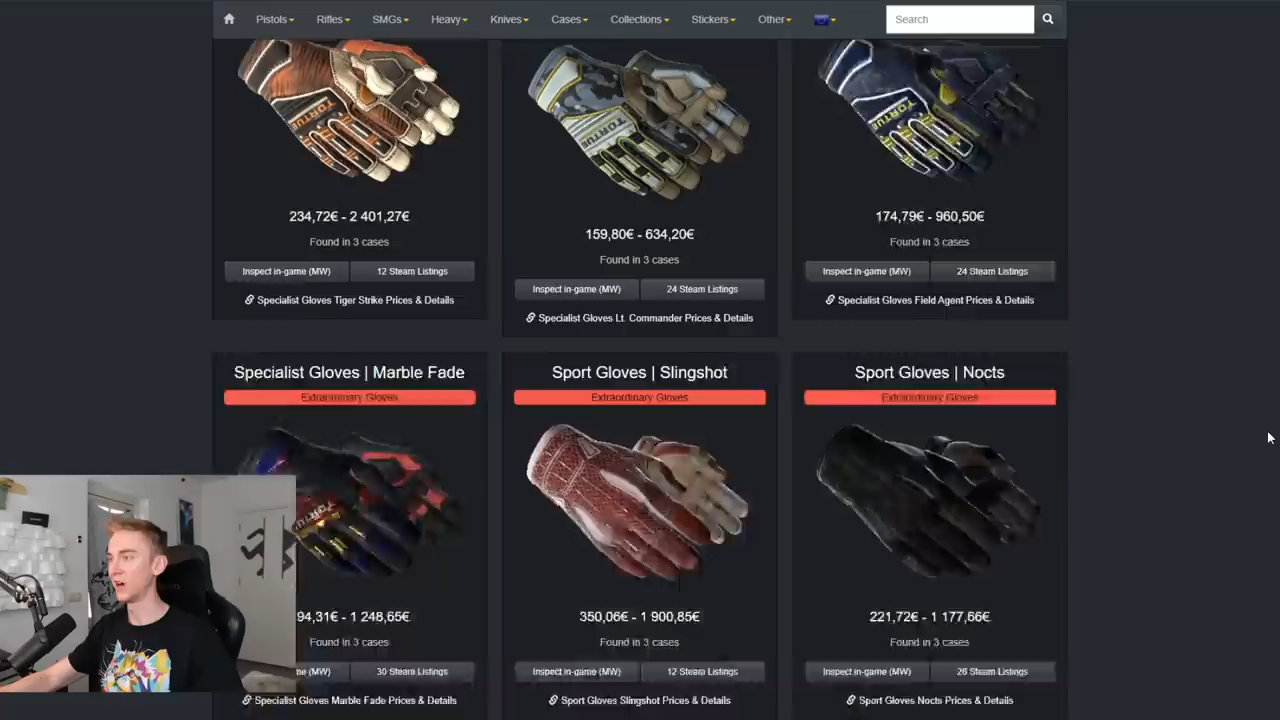 Pistols Rifles SMGs Heavy Knives Cases Collections Stickers Other Search
TORTUE TORTUE TORTUE
234,72€ - 2 401,27€
Found in 3 cases
Inspect in-game (MW) 12 Steam Listings
Specialist Gloves Tiger Strike Prices & Details
159,80€ - 634,20€
Found in 3 cases
Inspect in-game (MW) 24 Steam Listings
Specialist Gloves Lt. Commander Prices & Details
174,79€ - 960,50€
Found in 3 cases
Inspect in-game (MW) 24 Steam Listings
Specialist Gloves Field Agent Prices & Details
Specialist Gloves | Marble Fade
Extraordinary Gloves
TORTUE
94,31€ - 1 248,65€
Found in 3 cases
me (MW) 30 Steam Listings
Specialist Gloves Marble Fade Prices & Details
Sport Gloves | Slingshot
Extraordinary Gloves
350,06€ - 1 900,85€
Found in 3 cases
Inspect in-game (MW) 12 Steam Listings
Sport Gloves Slingshot Prices & Details
Sport Gloves | Nocts
Extraordinary Gloves
221,72€ - 1 177,66€
Found in 3 cases
Inspect in-game (MW) 26 Steam Listings
Sport Gloves Nocts Prices & Details